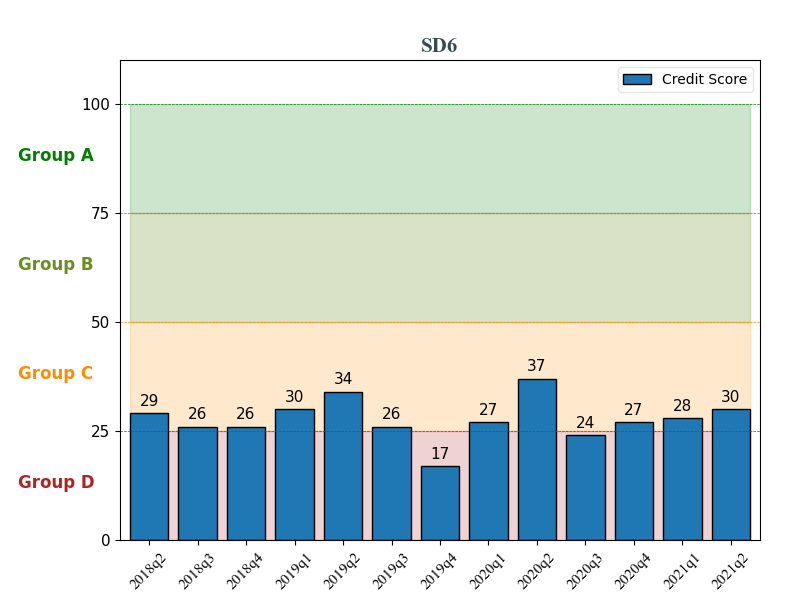 SD6
Credit Score
100
Group A
75
Group B
50
Group C
25
Group D
0
29
26
26
30
34
26
17
27
37
24
27
28
30
2018q2
2018q3
2018q4
2019q1
2019q2
2019q3
2019q4
2020q1
2020q2
2020q3
2020q4
2021q1
2021q2